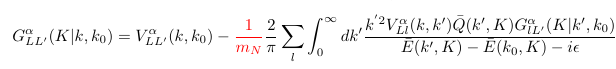 $G^{\alpha}_{LL'}(K|k,k_0) = V^{\alpha}_{LL'}(k,k_0) - \frac{1}{m_N}\frac{2}{\pi}\sum_{l}\int_0^{\infty} dk' \frac{k^{'2}V^{\alpha}_{Ll}(k,k')\bar{Q}(k',K)G^{\alpha}_{lL'}(K|k',k_0)}{\bar{E}(k',K)-\bar{E}(k_0,K)-i\epsilon}$